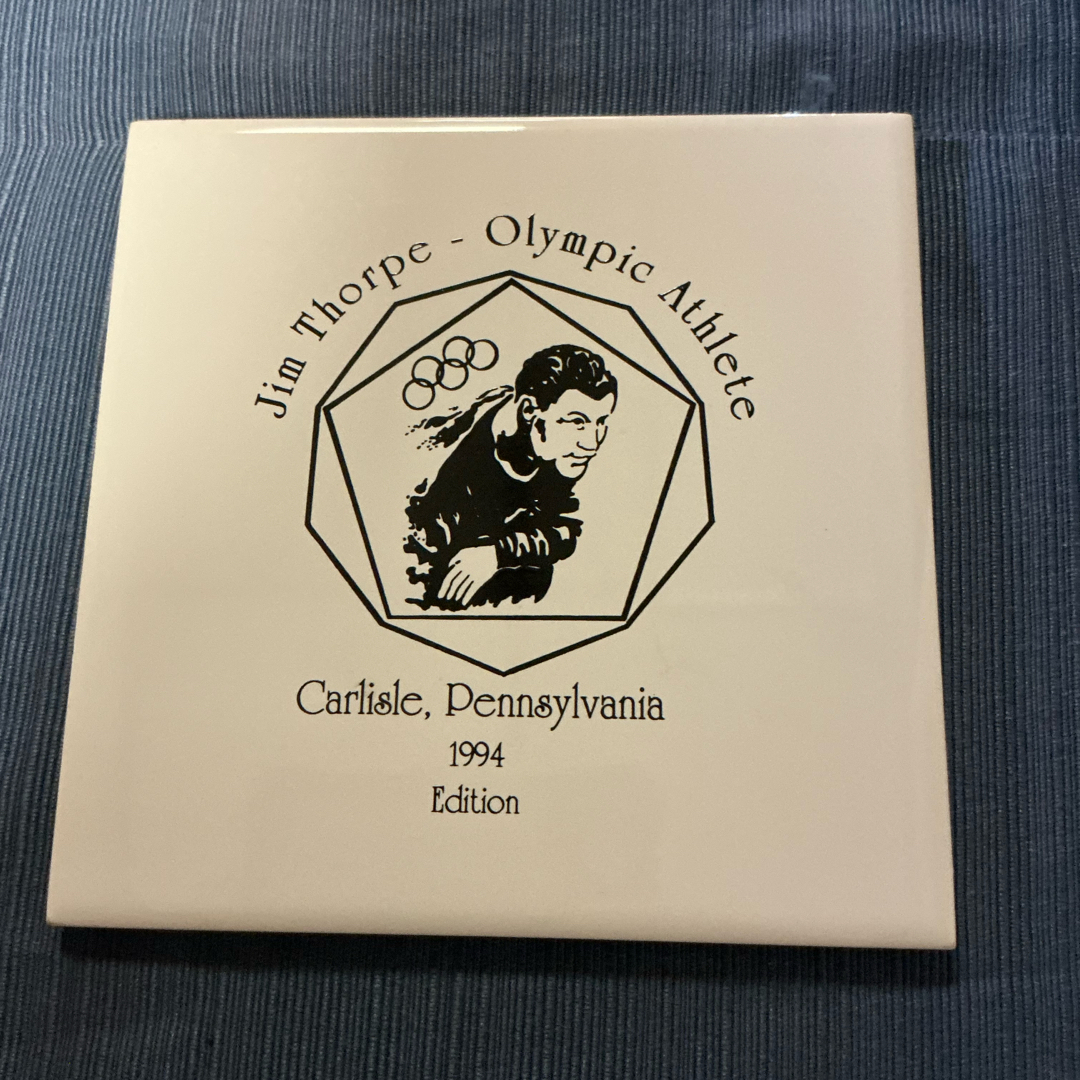 Jim Thorpe - Olympic Athlete
Carlisle, Pennsylvania
1994
Edition